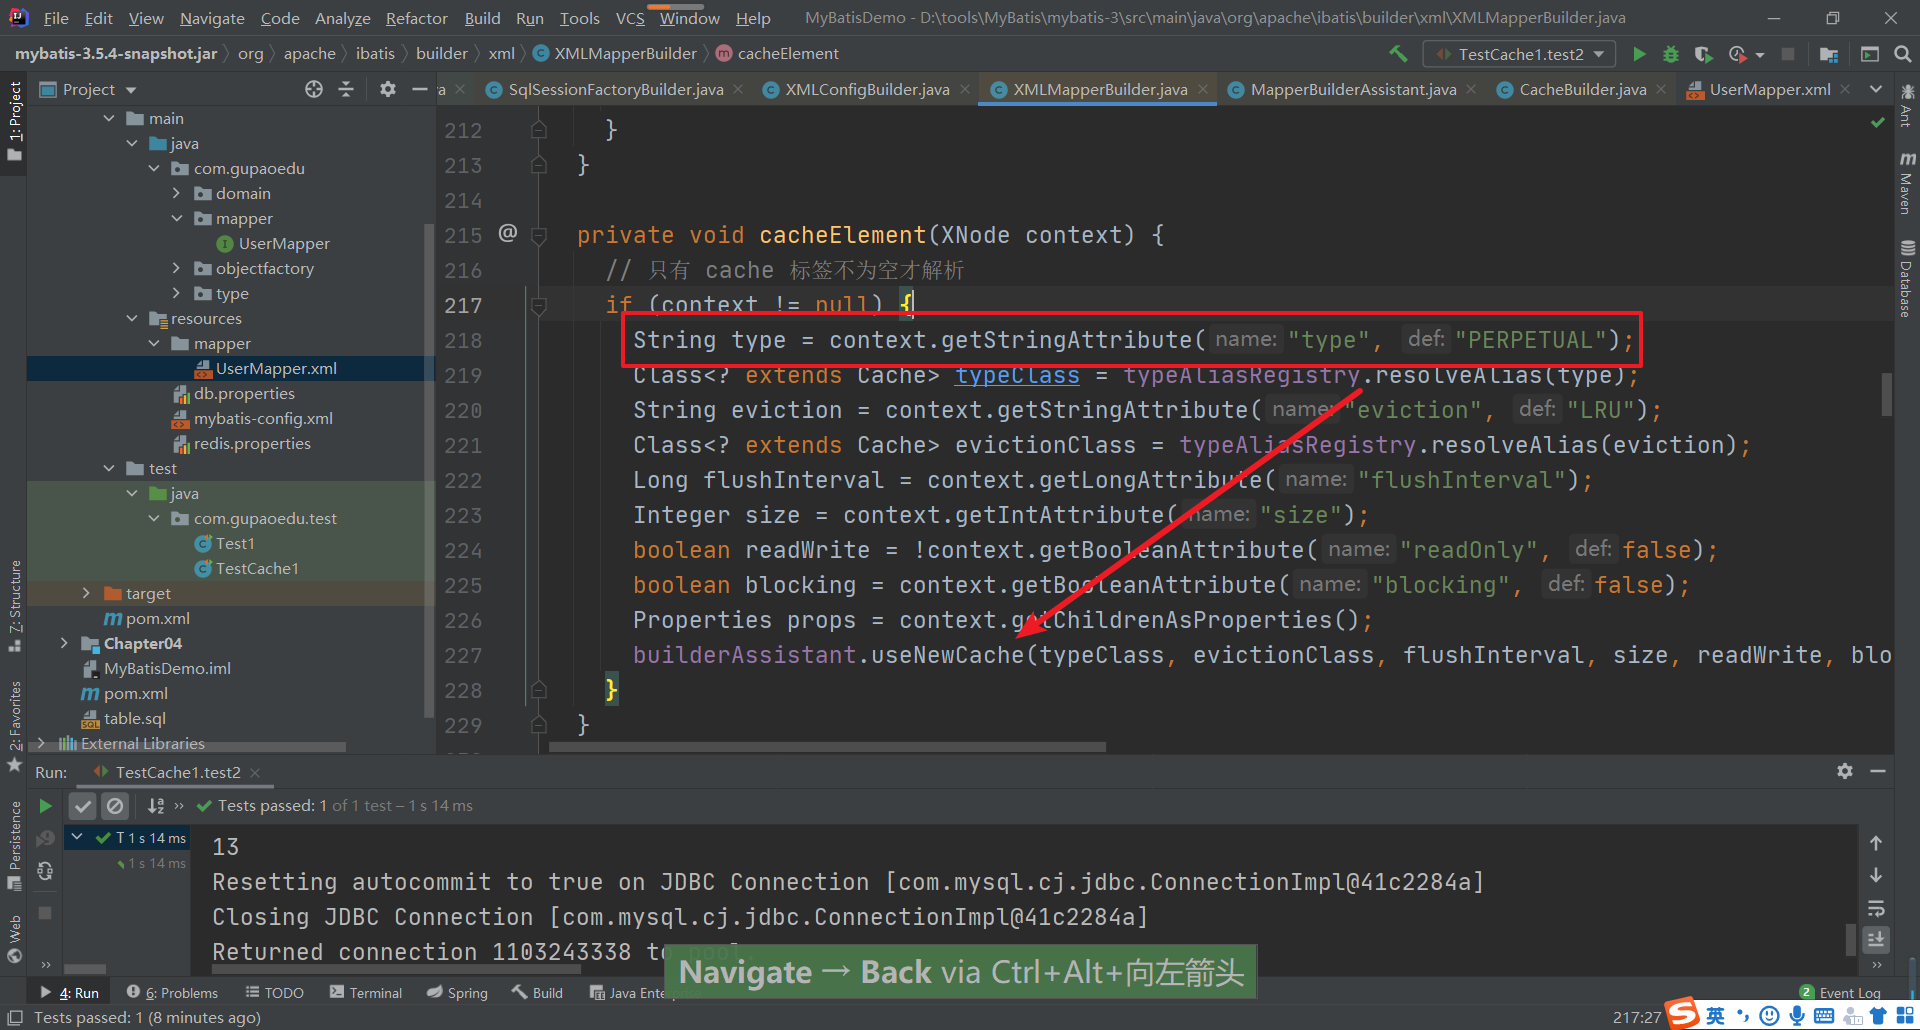 File Edit View Navigate Code Analyze Refactor Build Run Tools VCS Window Help MyBatisDemo - D:\tools\MyBatis\mybatis-3\src\main\java\org\apache\ibatis\builder\xml\XMLMapperBuilder.java
mybatis-3.5.4-snapshot.jar org apache ibatis builder xml XMLMapperBuilder cacheElement TestCache1.test2
Project
SqlSessionFactoryBuilder.java XMLConfigBuilder.java XMLMapperBuilder.java MapperBuilderAssistant.java CacheBuilder.java UserMapper.xml
1: Project
main
java
com.gupaoedu
domain
mapper
UserMapper
objectfactory
type
resources
mapper
UserMapper.xml
db.properties
mybatis-config.xml
redis.properties
test
java
com.gupaoedu.test
Test1
TestCache1
target
pom.xml
Chapter04
MyBatisDemo.iml
pom.xml
table.sql
External Libraries
7: Structure
2: Favorites
Persistence
Web
212 }
213 }
214
215 @ private void cacheElement(XNode context) {
216 // 只有 cache 标签不为空才解析
217 if (context != null) {
218 String type = context.getStringAttribute( name: "type", def: "PERPETUAL");
219 Class<? extends Cache> typeClass = typeAliasRegistry.resolveAlias(type);
220 String eviction = context.getStringAttribute( name: "eviction", def: "LRU");
221 Class<? extends Cache> evictionClass = typeAliasRegistry.resolveAlias(eviction);
222 Long flushInterval = context.getLongAttribute( name: "flushInterval");
223 Integer size = context.getIntAttribute( name: "size");
224 boolean readWrite = !context.getBooleanAttribute( name: "readOnly", def: false);
225 boolean blocking = context.getBooleanAttribute( name: "blocking", def: false);
226 Properties props = context.getChildrenAsProperties();
227 builderAssistant.useNewCache(typeClass, evictionClass, flushInterval, size, readWrite, blo
228 }
229 }
Ant
Maven
Database
Run: TestCache1.test2
Tests passed: 1 of 1 test – 1 s 14 ms
T 1 s 14 ms
1 s 14 ms
13
Resetting autocommit to true on JDBC Connection [com.mysql.cj.jdbc.ConnectionImpl@41c2284a]
Closing JDBC Connection [com.mysql.cj.jdbc.ConnectionImpl@41c2284a]
Returned connection 1103243338 to pool.
Navigate → Back via Ctrl+Alt+向左箭头
4: Run 6: Problems TODO Terminal Spring Build Java Enter 2 Event Log
Tests passed: 1 (8 minutes ago) 217:27 英